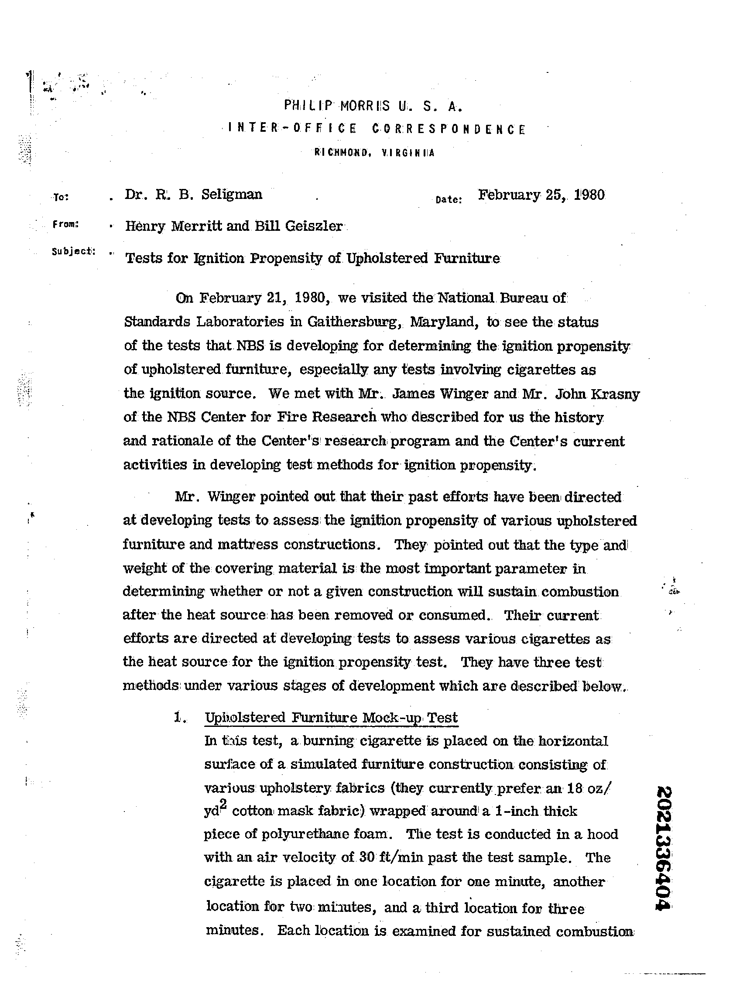 PHILIP MORRIS U. S. A.
INTER-OFFICE CORRESPONDENCE
RICHMOND, VIRGINIA
To: Dr. R. B. Seligman Date: February 25, 1980
From: Henry Merritt and Bill Geiszler
Subject: Tests for Ignition Propensity of Upholstered Furniture
On February 21, 1980, we visited the National Bureau of
Standards Laboratories in Gaithersburg, Maryland, to see the status
of the tests that NBS is developing for determining the ignition propensity
of upholstered furniture, especially any tests involving cigarettes as
the ignition source. We met with Mr. James Winger and Mr. John Krasny
of the NBS Center for Fire Research who described for us the history
and rationale of the Center's research program and the Center's current
activities in developing test methods for ignition propensity.
Mr. Winger pointed out that their past efforts have been directed
at developing tests to assess the ignition propensity of various upholstered
furniture and mattress constructions. They pointed out that the type and
weight of the covering material is the most important parameter in
determining whether or not a given construction will sustain combustion
after the heat source has been removed or consumed. Their current
efforts are directed at developing tests to assess various cigarettes as
the heat source for the ignition propensity test. They have three test
methods under various stages of development which are described below.
1. Upholstered Furniture Mock-up Test
In this test, a burning cigarette is placed on the horizontal
surface of a simulated furniture construction consisting of
various upholstery fabrics (they currently prefer an 18 oz/
yd2 cotton mask fabric) wrapped around a 1-inch thick
piece of polyurethane foam. The test is conducted in a hood
with an air velocity of 30 ft/min past the test sample. The
cigarette is placed in one location for one minute, another
location for two minutes, and a third location for three
minutes. Each location is examined for sustained combustion
2021336404